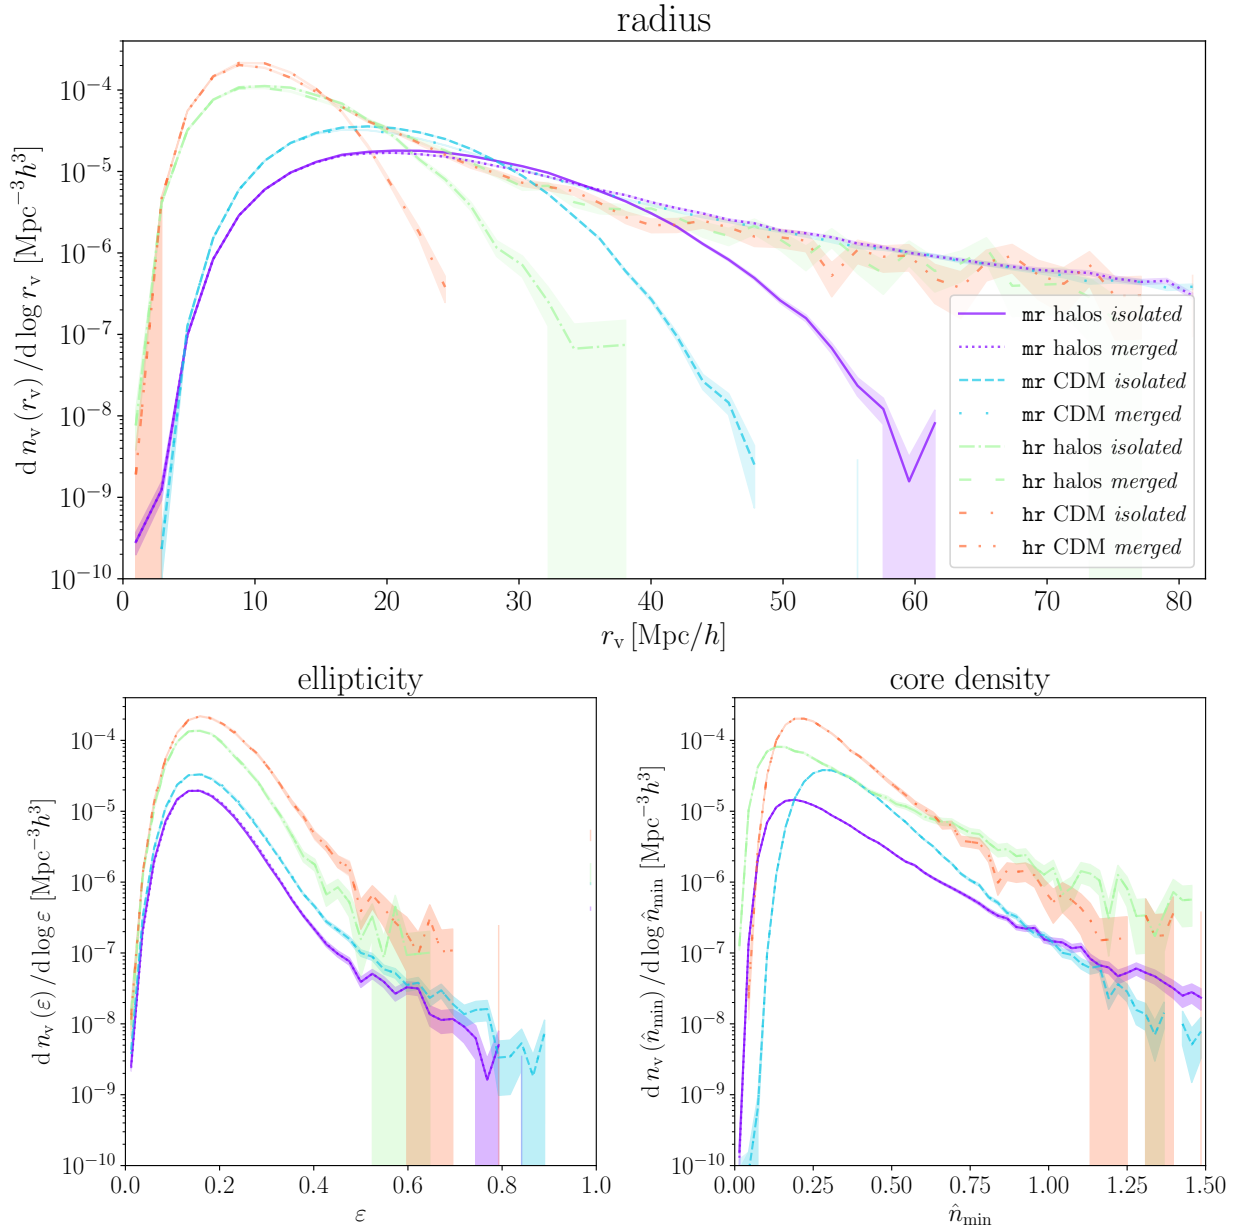 radius
d n_v (r_v) / d log r_v [Mpc⁻³h³]
10⁻⁴
10⁻⁵
10⁻⁶
10⁻⁷
10⁻⁸
10⁻⁹
10⁻¹⁰
mr halos isolated
mr halos merged
mr CDM isolated
mr CDM merged
hr halos isolated
hr halos merged
hr CDM isolated
hr CDM merged
0 10 20 30 40 50 60 70 80
r_v [Mpc/h]
ellipticity
d n_v (ε) / d log ε [Mpc⁻³h³]
10⁻⁴
10⁻⁵
10⁻⁶
10⁻⁷
10⁻⁸
10⁻⁹
10⁻¹⁰
0.0 0.2 0.4 0.6 0.8 1.0
ε
core density
d n_v (n̂_min) / d log n̂_min [Mpc⁻³h³]
10⁻⁴
10⁻⁵
10⁻⁶
10⁻⁷
10⁻⁸
10⁻⁹
10⁻¹⁰
0.00 0.25 0.50 0.75 1.00 1.25 1.50
n̂_min